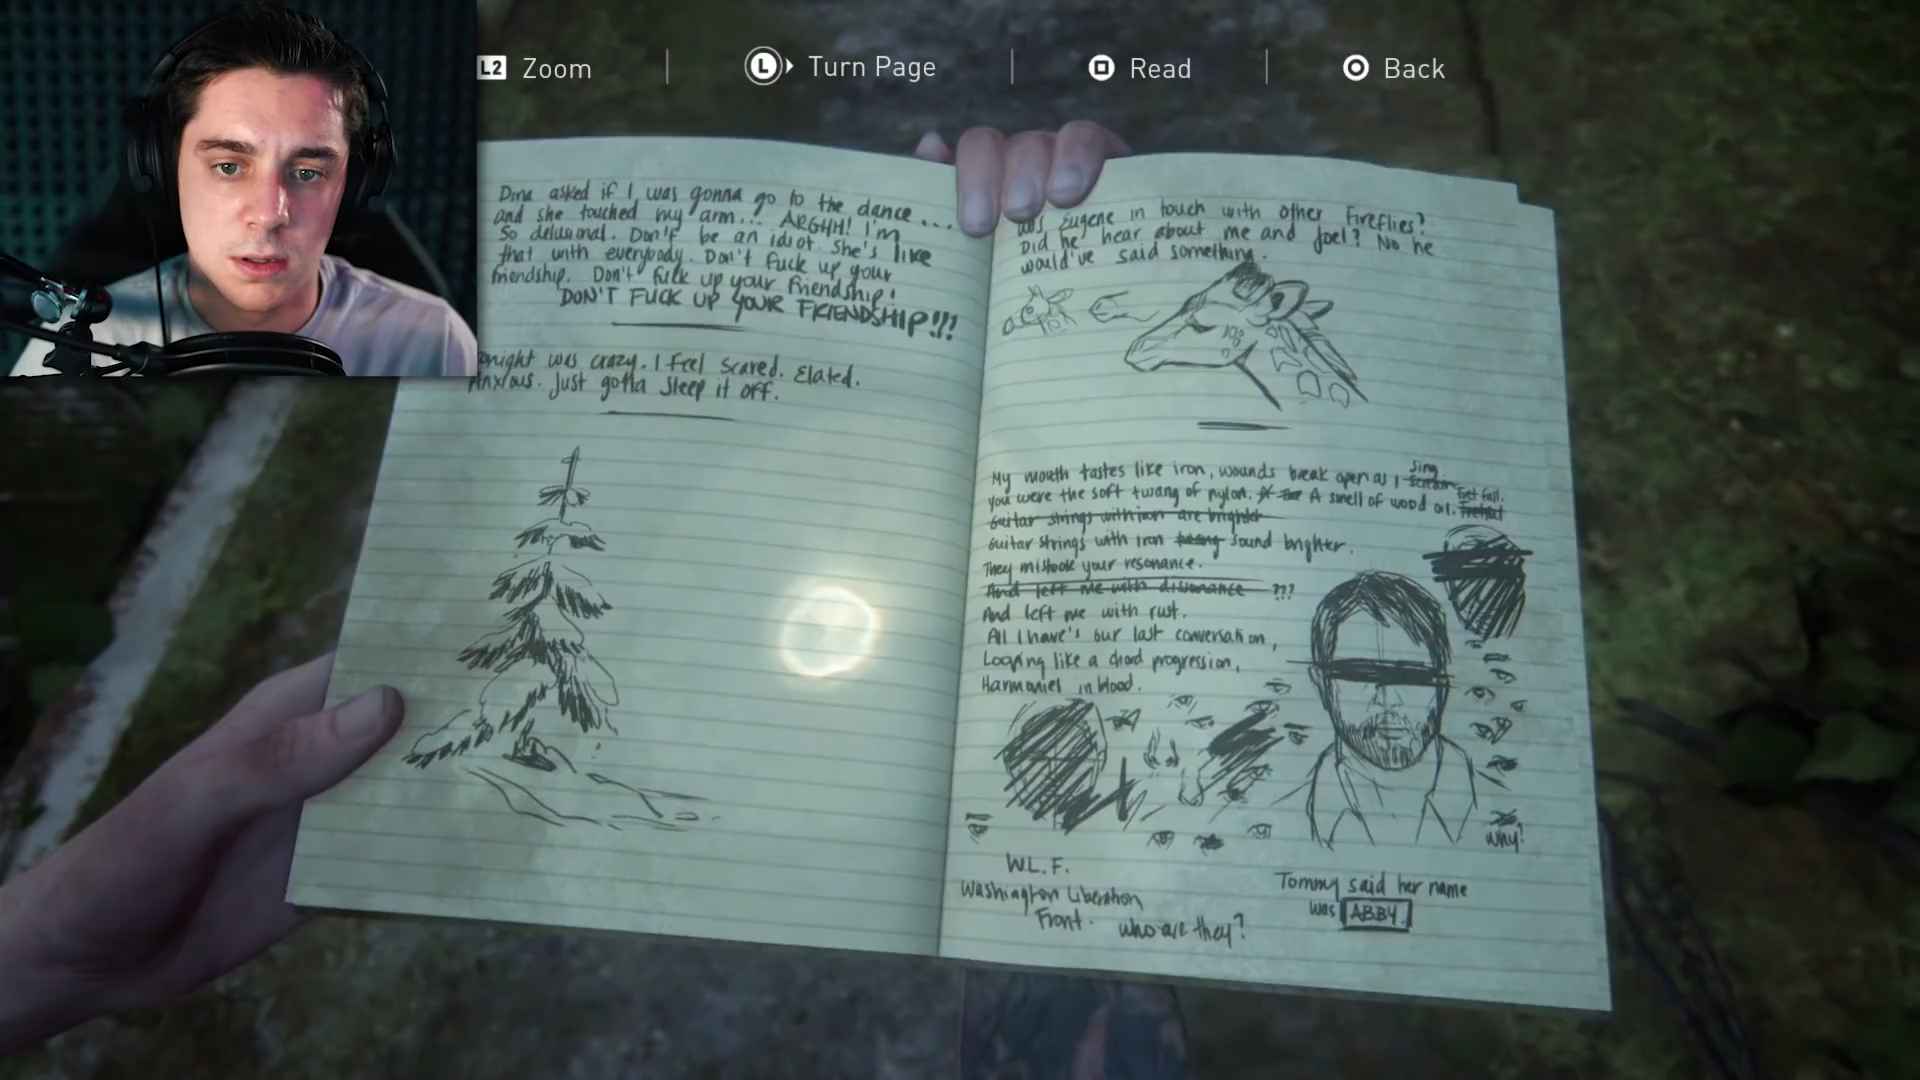 L2 Zoom
L Turn Page
Read
Back
Dina asked if I was gonna go to the dance...
and she touched my arm... ARGHH! I'm
so delusional. Don't be an idiot. She's like
that with everybody. Don't fuck up your
friendship. Don't fuck up your friendship!
DON'T FUCK UP YOUR FRIENDSHIP!!!
onight was crazy. I feel scared. Elated.
Anxious. Just gotta sleep it off.
Was Eugene in touch with other Fireflies?
Did he hear about me and Joel? No he
would've said something.
sing
My mouth tastes like iron, wounds break open as I scream
fret fall.
You were the soft twang of nylon. A smell of wood oil.
Guitar strings with iron are brighter
Guitar strings with iron sound brighter.
They mistook your resonance.
And left me with dissonance ???
And left me with rust.
All I have's our last conversation,
Looping like a chord progression,
Harmonies in blood.
Why?
W.L.F.
Washington Liberation
Front. who are they?
Tommy said her name
was ABBY.